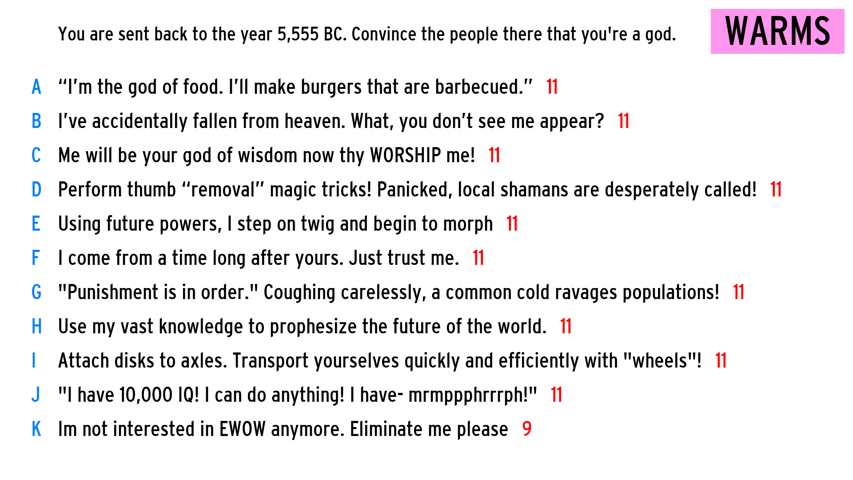 You are sent back to the year 5,555 BC. Convince the people there that you're a god.
WARMS
A “I’m the god of food. I’ll make burgers that are barbecued.” 11
B I’ve accidentally fallen from heaven. What, you don’t see me appear? 11
C Me will be your god of wisdom now thy WORSHIP me! 11
D Perform thumb “removal” magic tricks! Panicked, local shamans are desperately called! 11
E Using future powers, I step on twig and begin to morph 11
F I come from a time long after yours. Just trust me. 11
G "Punishment is in order." Coughing carelessly, a common cold ravages populations! 11
H Use my vast knowledge to prophesize the future of the world. 11
I Attach disks to axles. Transport yourselves quickly and efficiently with "wheels"! 11
J "I have 10,000 IQ! I can do anything! I have- mrmppphrrrph!" 11
K Im not interested in EWOW anymore. Eliminate me please 9